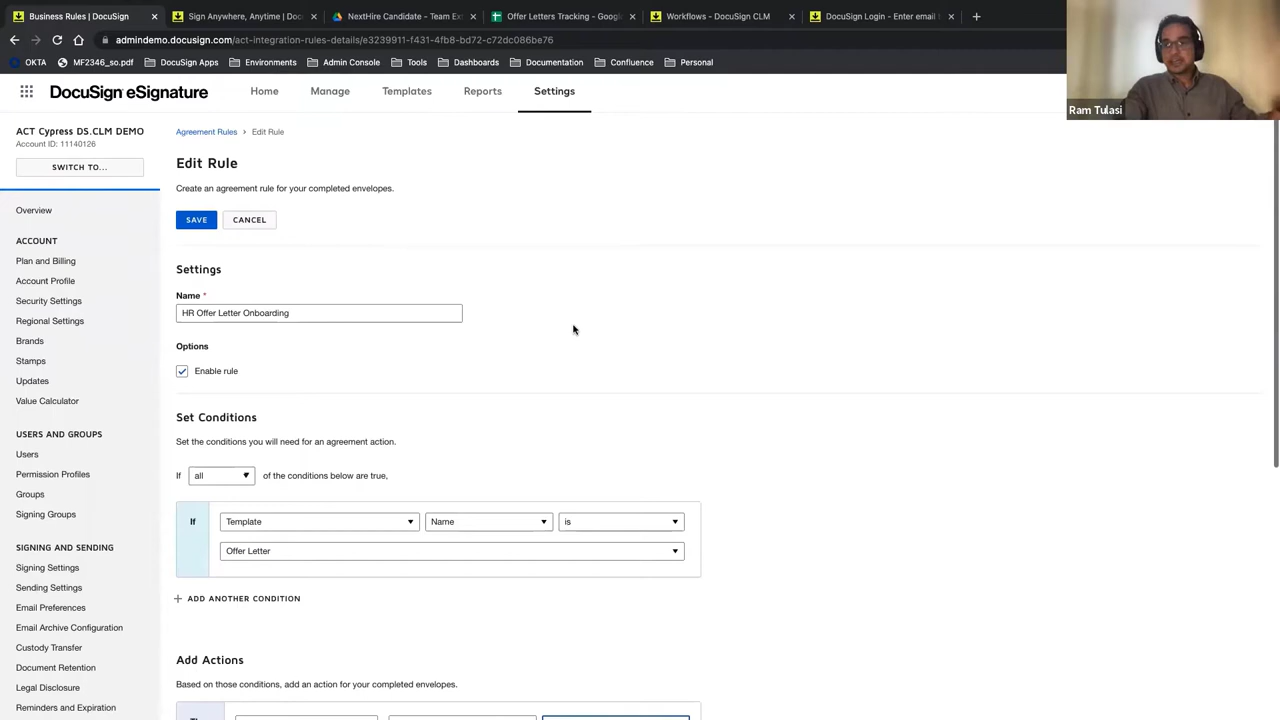 Business Rules | DocuSign
Sign Anywhere, Anytime | Doc
NextHire Candidate - Team Ex
Offer Letters Tracking - Googl
Workflows - DocuSign CLM
DocuSign Login - Enter email t
admindemo.docusign.com/act-integration-rules-details/e3239911-f431-4fb8-bd72-c72dc086be76
OKTA
MF2346_so.pdf
DocuSign Apps
Environments
Admin Console
Tools
Dashboards
Documentation
Confluence
Personal
Ram Tulasi
DocuSign eSignature
Home
Manage
Templates
Reports
Settings
ACT Cypress DS.CLM DEMO
Account ID: 11140126
SWITCH TO...
Overview
ACCOUNT
Plan and Billing
Account Profile
Security Settings
Regional Settings
Brands
Stamps
Updates
Value Calculator
USERS AND GROUPS
Users
Permission Profiles
Groups
Signing Groups
SIGNING AND SENDING
Signing Settings
Sending Settings
Email Preferences
Email Archive Configuration
Custody Transfer
Document Retention
Legal Disclosure
Reminders and Expiration
Agreement Rules > Edit Rule
Edit Rule
Create an agreement rule for your completed envelopes.
SAVE
CANCEL
Settings
Name *
HR Offer Letter Onboarding
Options
Enable rule
Set Conditions
Set the conditions you will need for an agreement action.
If all of the conditions below are true,
If Template Name is
Offer Letter
+ ADD ANOTHER CONDITION
Add Actions
Based on those conditions, add an action for your completed envelopes.